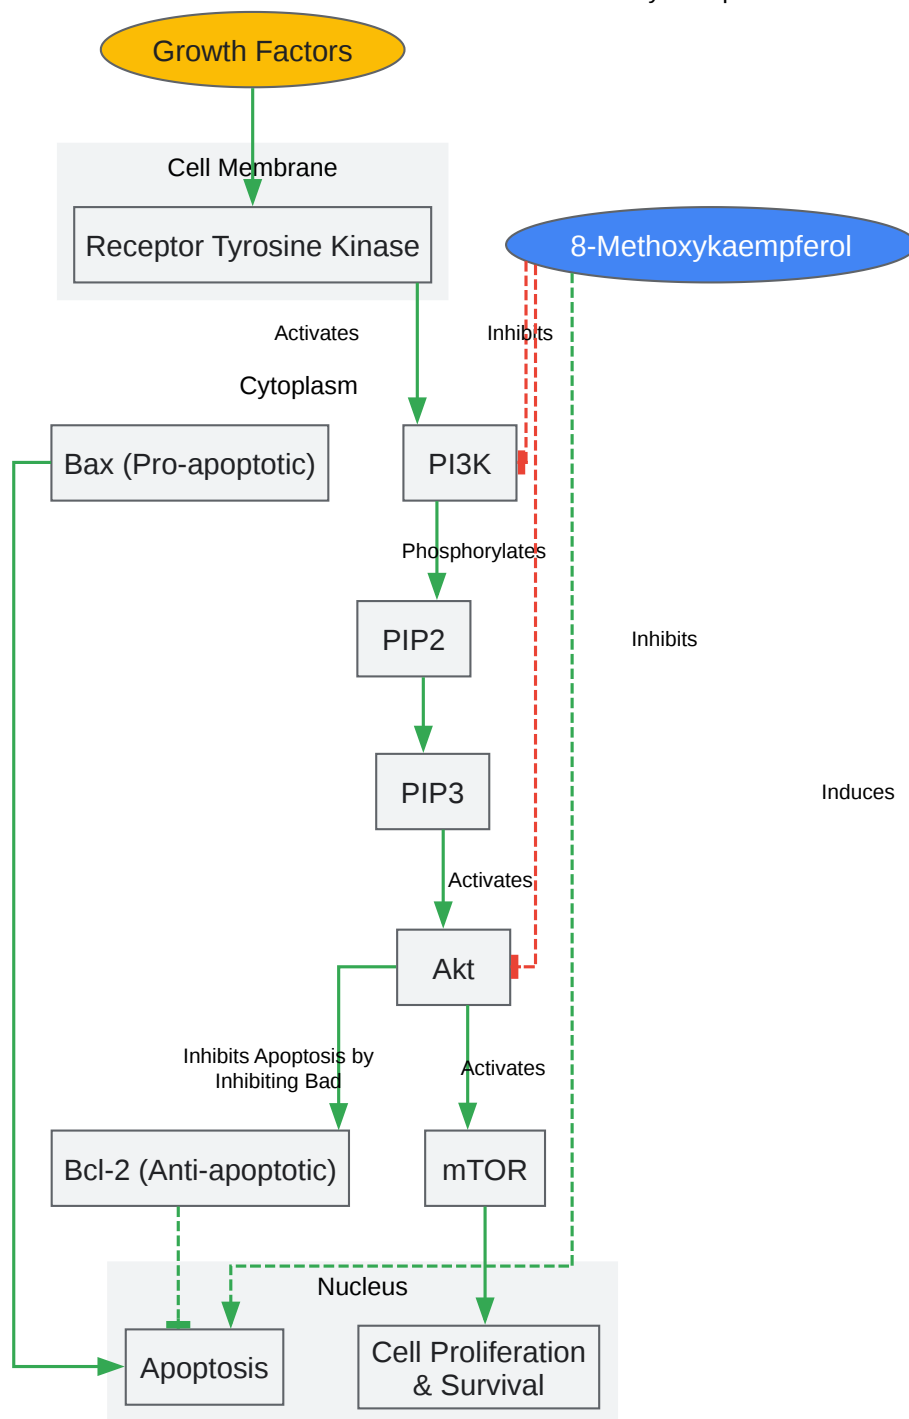 Growth Factors
Cell Membrane
Receptor Tyrosine Kinase
8-Methoxykaempferol
Activates
Inhibits
Cytoplasm
Bax (Pro-apoptotic)
PI3K
Phosphorylates
PIP2
Inhibits
PIP3
Induces
Activates
Akt
Inhibits Apoptosis by
Inhibiting Bad
Activates
Bcl-2 (Anti-apoptotic)
mTOR
Nucleus
Apoptosis
Cell Proliferation
& Survival